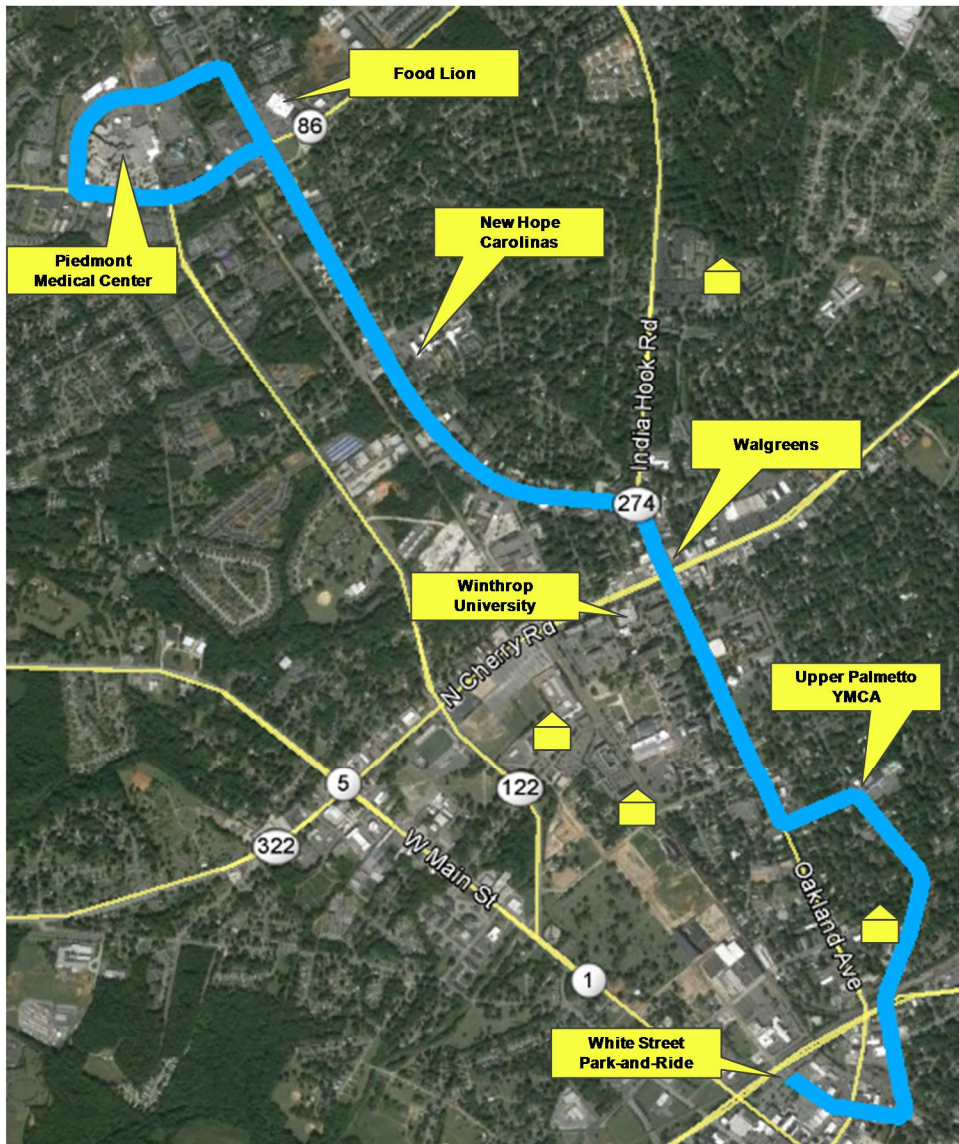 Food Lion
86
New Hope
Carolinas
Piedmont
Medical Center
India Hook Rd
Walgreens
274
Winthrop
University
N Cherry Rd
Upper Palmetto
YMCA
5
122
322
W Main St
Oakland Ave
1
White Street
Park-and-Ride